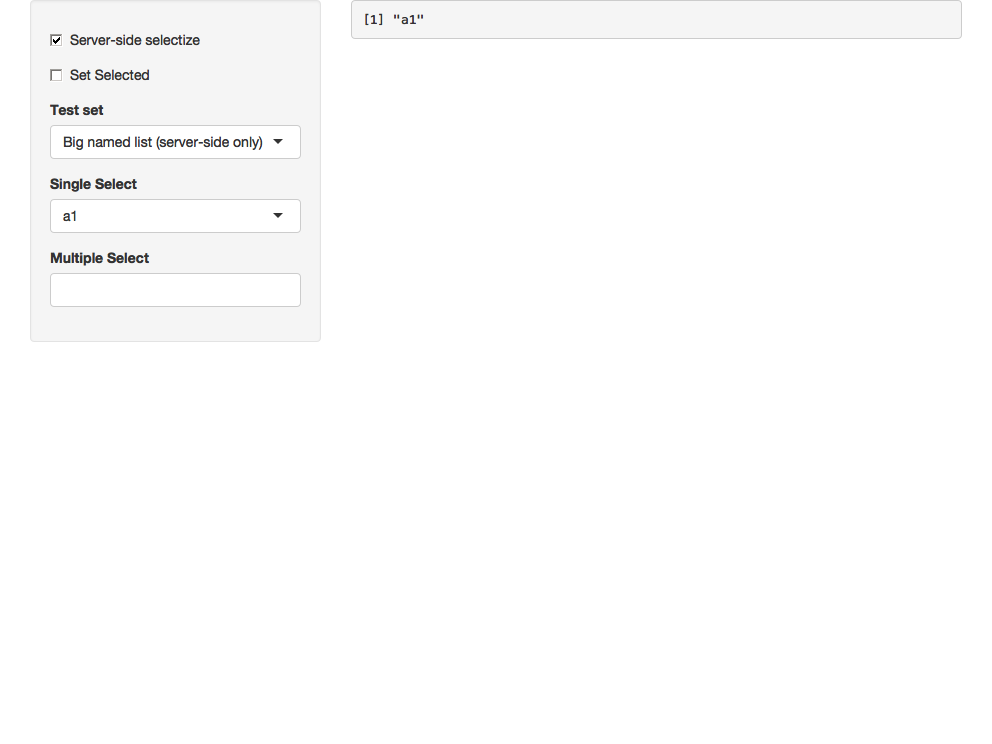 Server-side selectize
Set Selected
Test set
Big named list (server-side only)
Single Select
a1
Multiple Select
[1] "a1"